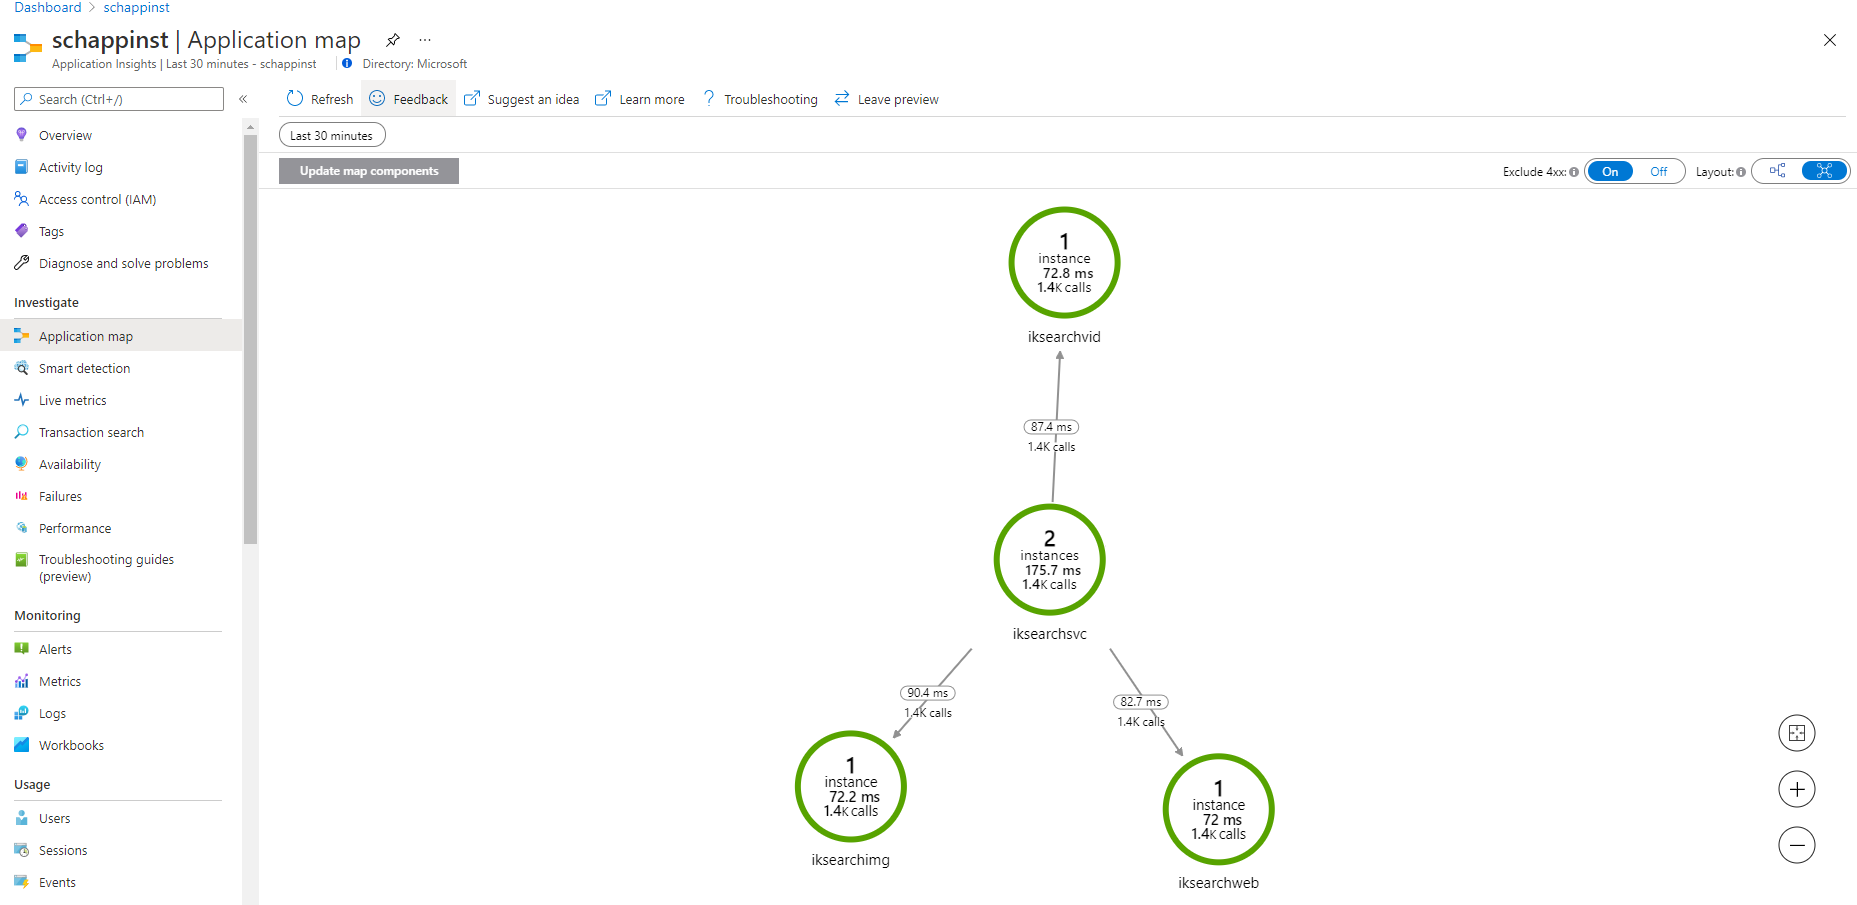 Dashboard > schappinst
schappinst | Application map ...
Application Insights | Last 30 minutes - schappinst Directory: Microsoft
Search (Ctrl+/) «
Refresh Feedback Suggest an idea Learn more ? Troubleshooting Leave preview
Last 30 minutes
Update map components
Exclude 4xx: On Off Layout:
Overview
Activity log
Access control (IAM)
Tags
Diagnose and solve problems
Investigate
Application map
Smart detection
Live metrics
Transaction search
Availability
Failures
Performance
Troubleshooting guides
(preview)
Monitoring
Alerts
Metrics
Logs
Workbooks
Usage
Users
Sessions
Events
1
instance
72.8 ms
1.4K calls
iksearchvid
87.4 ms
1.4K calls
2
instances
175.7 ms
1.4K calls
iksearchsvc
90.4 ms
1.4K calls
82.7 ms
1.4K calls
1
instance
72.2 ms
1.4K calls
iksearchimg
1
instance
72 ms
1.4K calls
iksearchweb